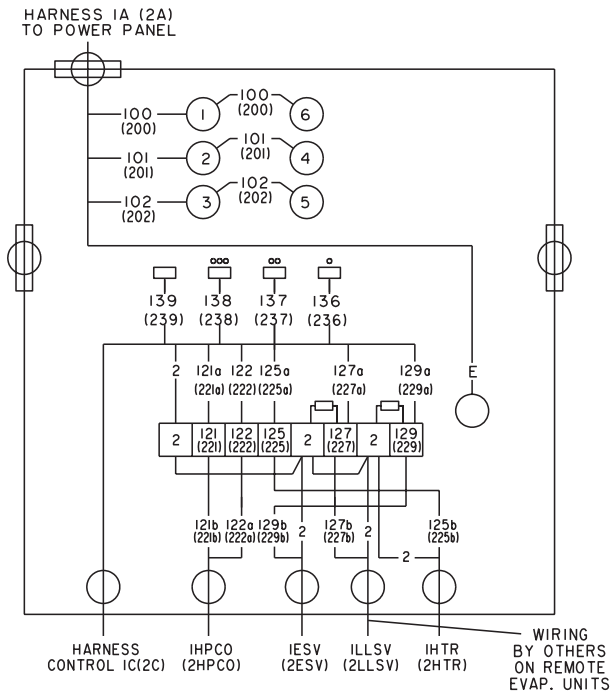 HARNESS 1A (2A)
TO POWER PANEL
100
(200)
1
100
(200)
6
101
(201)
2
101
(201)
4
102
(202)
3
102
(202)
5
139
(239)
138
(238)
137
(237)
136
(236)
2
121a
(221a)
122
(222)
125a
(225a)
127a
(227a)
129a
(229a)
E
2
121
(221)
122
(222)
125
(225)
2
127
(227)
2
129
(229)
121b
(221b)
122a
(222a)
129b
(229b)
2
127b
(227b)
2
125b
(225b)
2
HARNESS
CONTROL 1C(2C)
1HPCO
(2HPCO)
1ESV
(2ESV)
1LLSV
(2LLSV)
1HTR
(2HTR)
WIRING
BY OTHERS
ON REMOTE
EVAP. UNITS